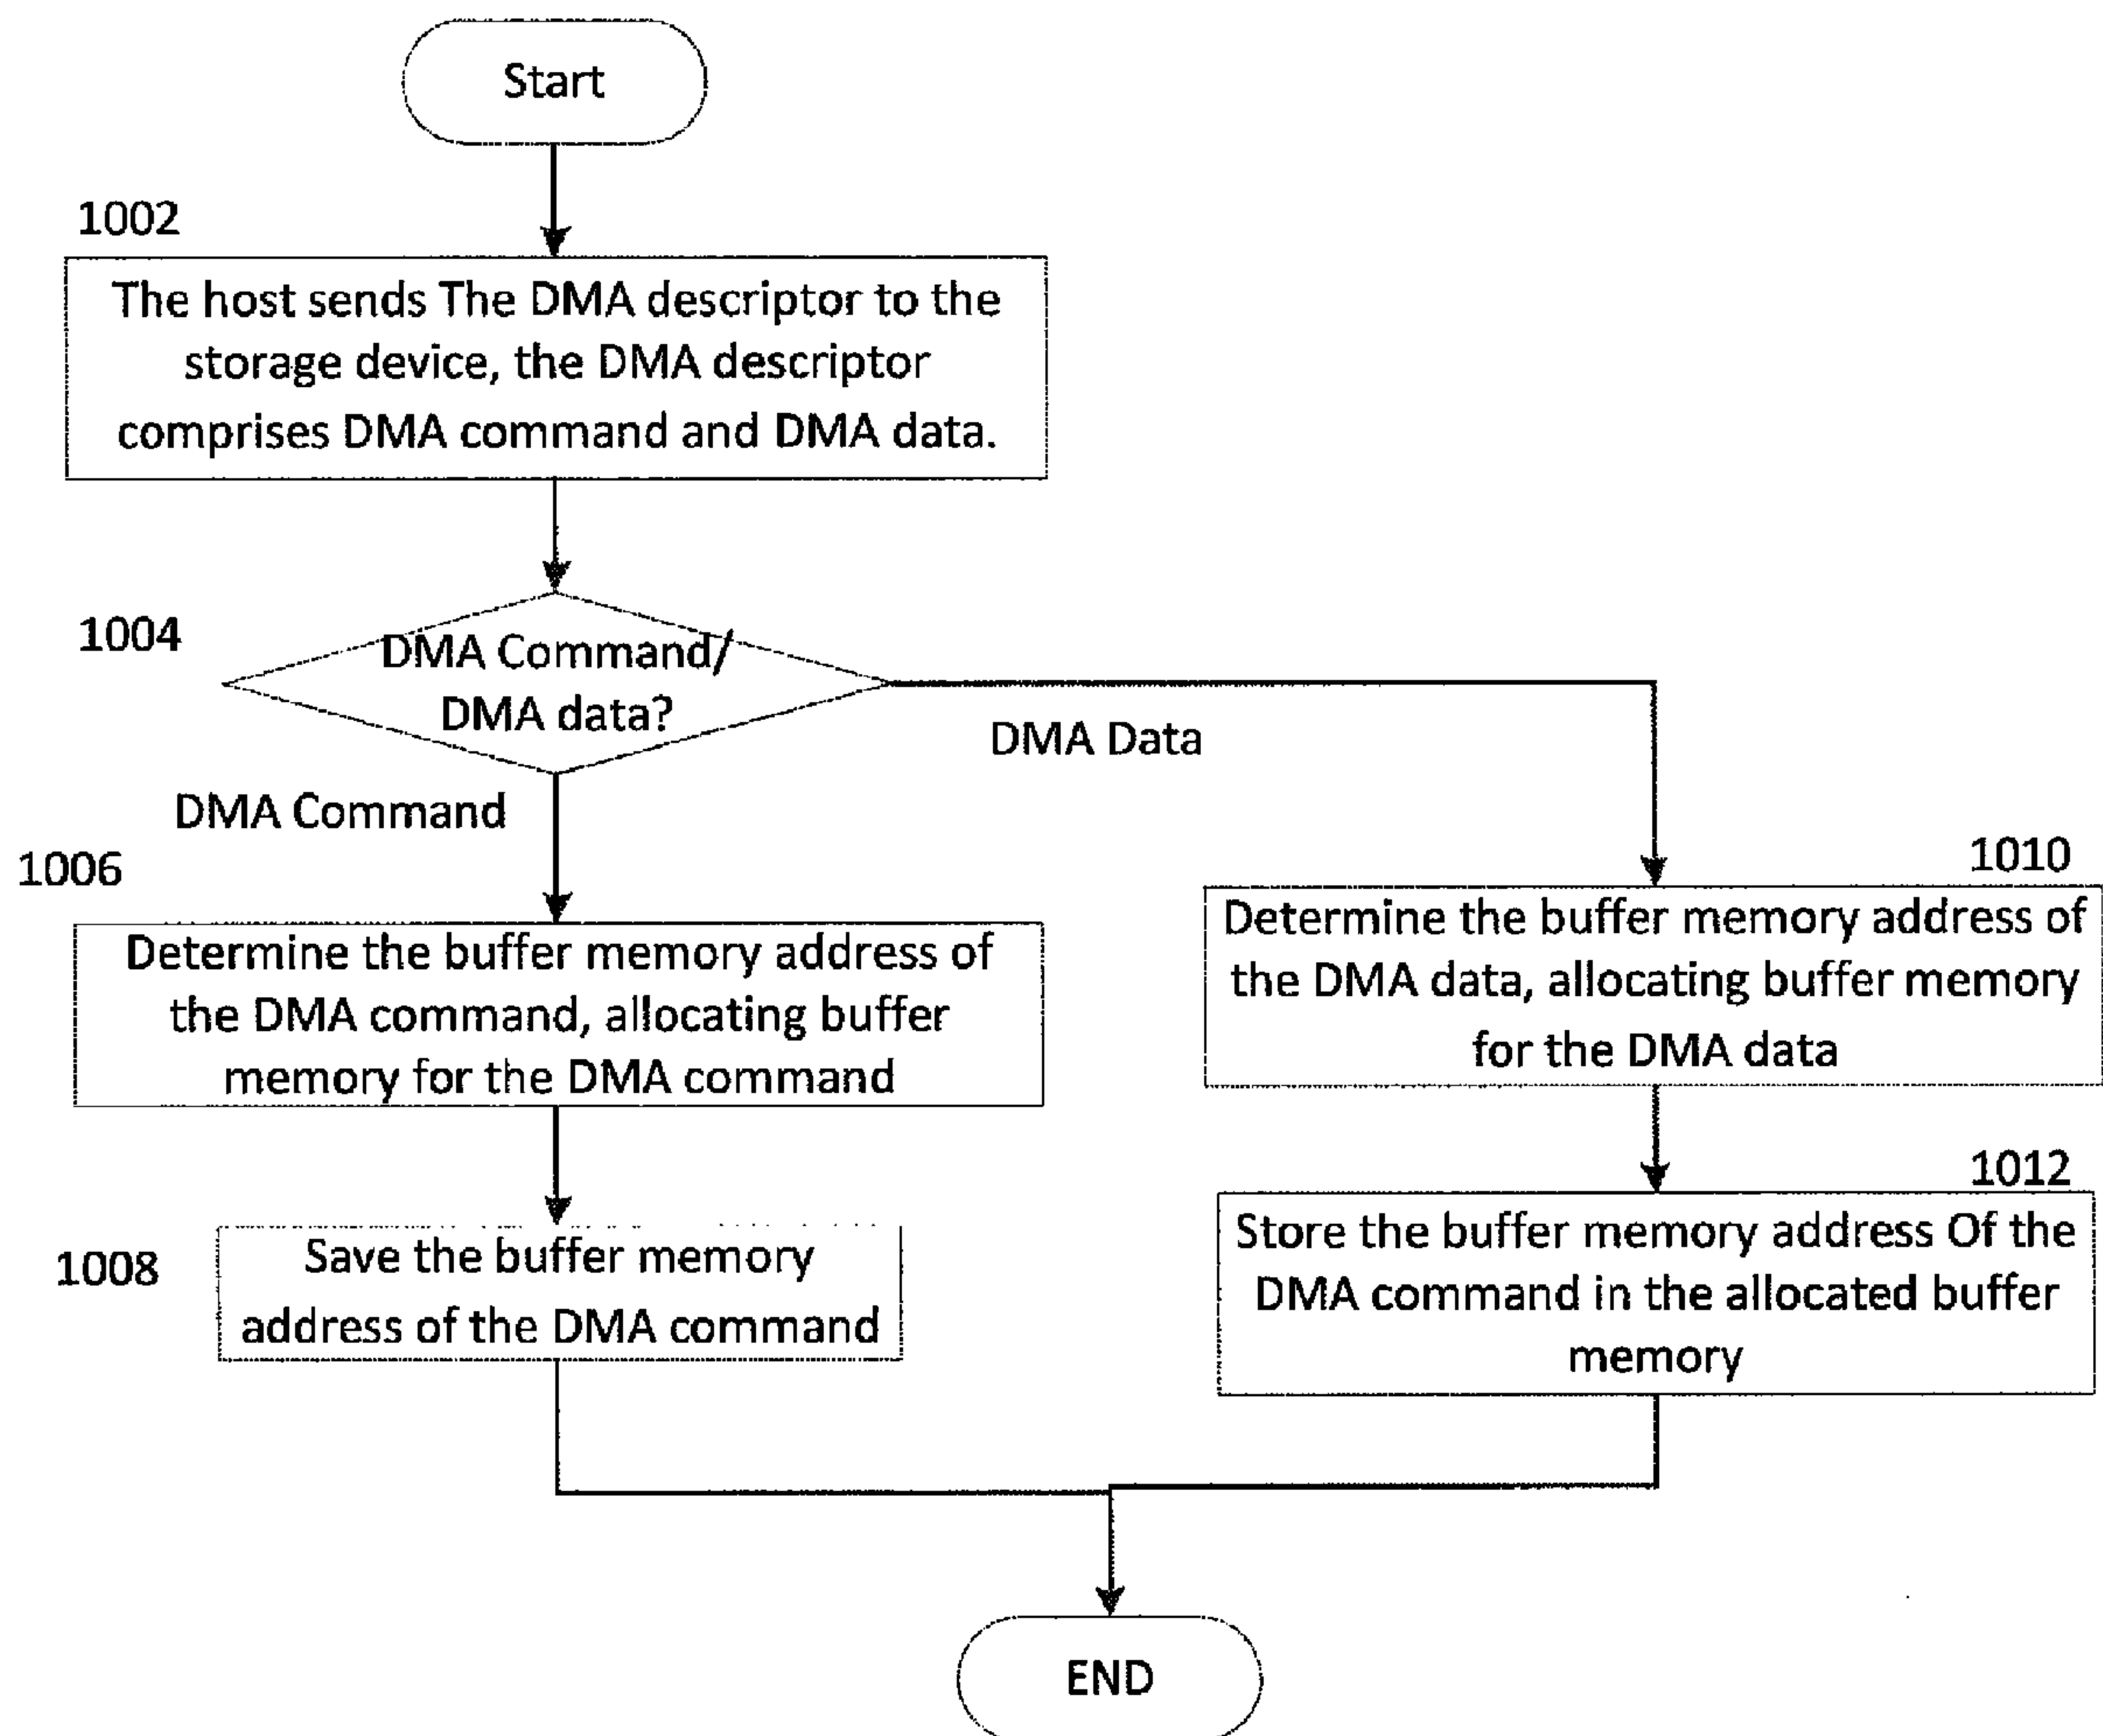 Start
1002
The host sends The DMA descriptor to the
storage device, the DMA descriptor
comprises DMA command and DMA data.
1004
DMA Command/
DMA data?
DMA Data
DMA Command
1006
Determine the buffer memory address of
the DMA command, allocating buffer
memory for the DMA command
1008
Save the buffer memory
address of the DMA command
1010
Determine the buffer memory address of
the DMA data, allocating buffer memory
for the DMA data
1012
Store the buffer memory address Of the
DMA command in the allocated buffer
memory
END